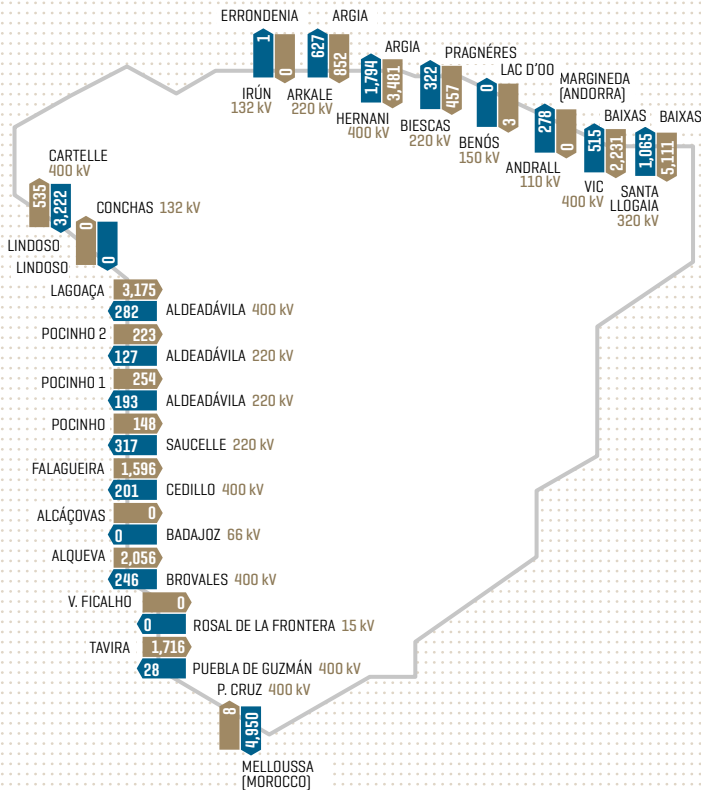 ERRONDENIA
1
0
IRÚN
132 kV
ARGIA
627
852
ARKALE
220 kV
ARGIA
1,794
3,481
HERNANI
400 kV
PRAGNÉRES
322
457
BIESCAS
220 kV
LAC D'OO
0
3
BENÓS
150 kV
MARGINEDA
(ANDORRA)
278
0
ANDRALL
110 kV
BAIXAS
515
2,231
VIC
400 kV
BAIXAS
1,065
5,111
SANTA
LLOGAIA
320 kV
CARTELLE
400 kV
535
3,222
LINDOSO
CONCHAS 132 kV
0
0
LINDOSO
LAGOAÇA 3,175
282 ALDEADÁVILA 400 kV
POCINHO 2 223
127 ALDEADÁVILA 220 kV
POCINHO 1 254
193 ALDEADÁVILA 220 kV
POCINHO 148
317 SAUCELLE 220 kV
FALAGUEIRA 1,596
201 CEDILLO 400 kV
ALCÁÇOVAS 0
0 BADAJOZ 66 kV
ALQUEVA 2,056
246 BROVALES 400 kV
V. FICALHO 0
0 ROSAL DE LA FRONTERA 15 kV
TAVIRA 1,716
28 PUEBLA DE GUZMÁN 400 kV
P. CRUZ 400 kV
8
4,950
MELLOUSSA
(MOROCCO)